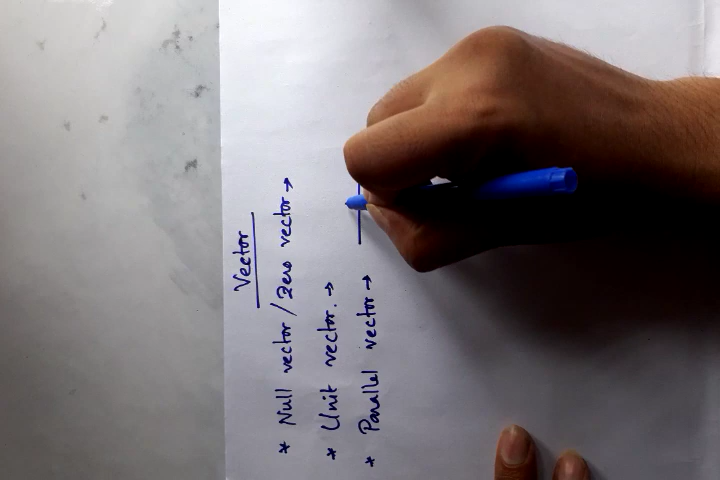 Vector
* Null vector / Zero vector →
* Unit vector. →
* Parallel vector →